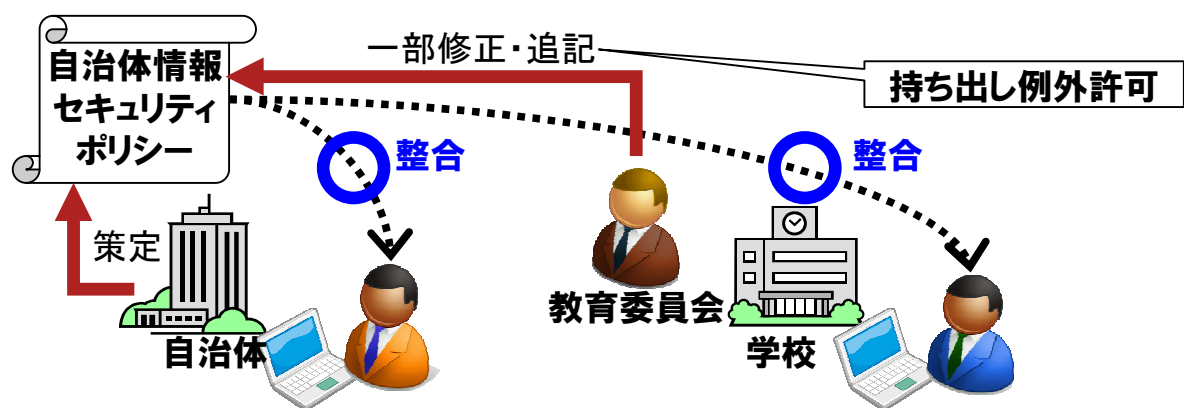 自治体情報
セキュリティ
ポリシー
一部修正・追記
持ち出し例外許可
整合
整合
策定
自治体
教育委員会
学校